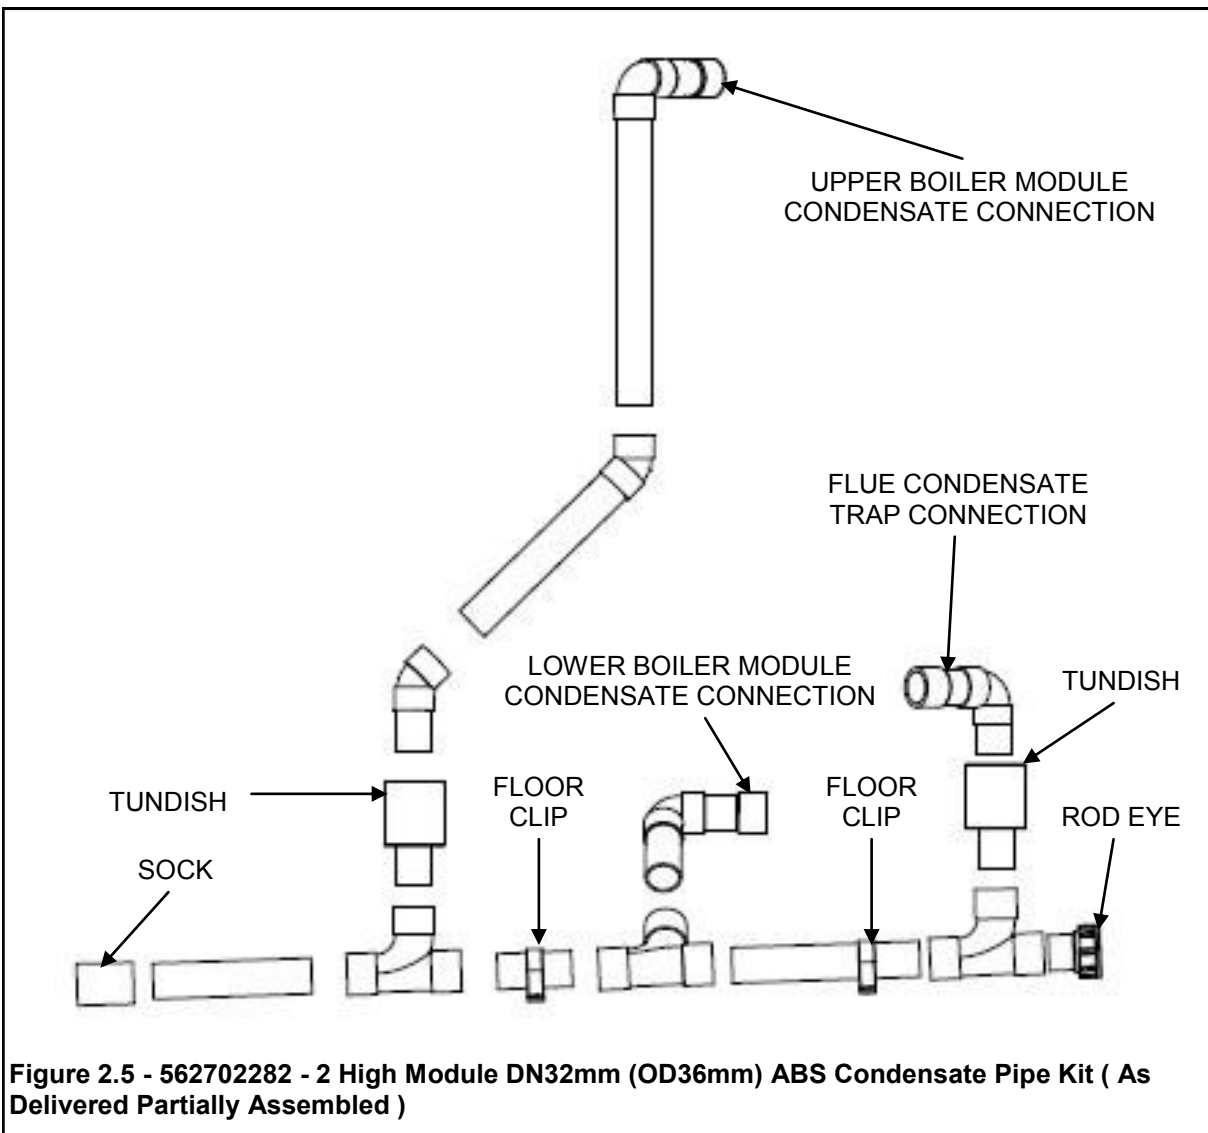 UPPER BOILER MODULE
CONDENSATE CONNECTION
FLUE CONDENSATE
TRAP CONNECTION
LOWER BOILER MODULE
CONDENSATE CONNECTION
TUNDISH
TUNDISH
FLOOR
CLIP
FLOOR
CLIP
ROD EYE
SOCK
Figure 2.5 - 562702282 - 2 High Module DN32mm (OD36mm) ABS Condensate Pipe Kit ( As
Delivered Partially Assembled )